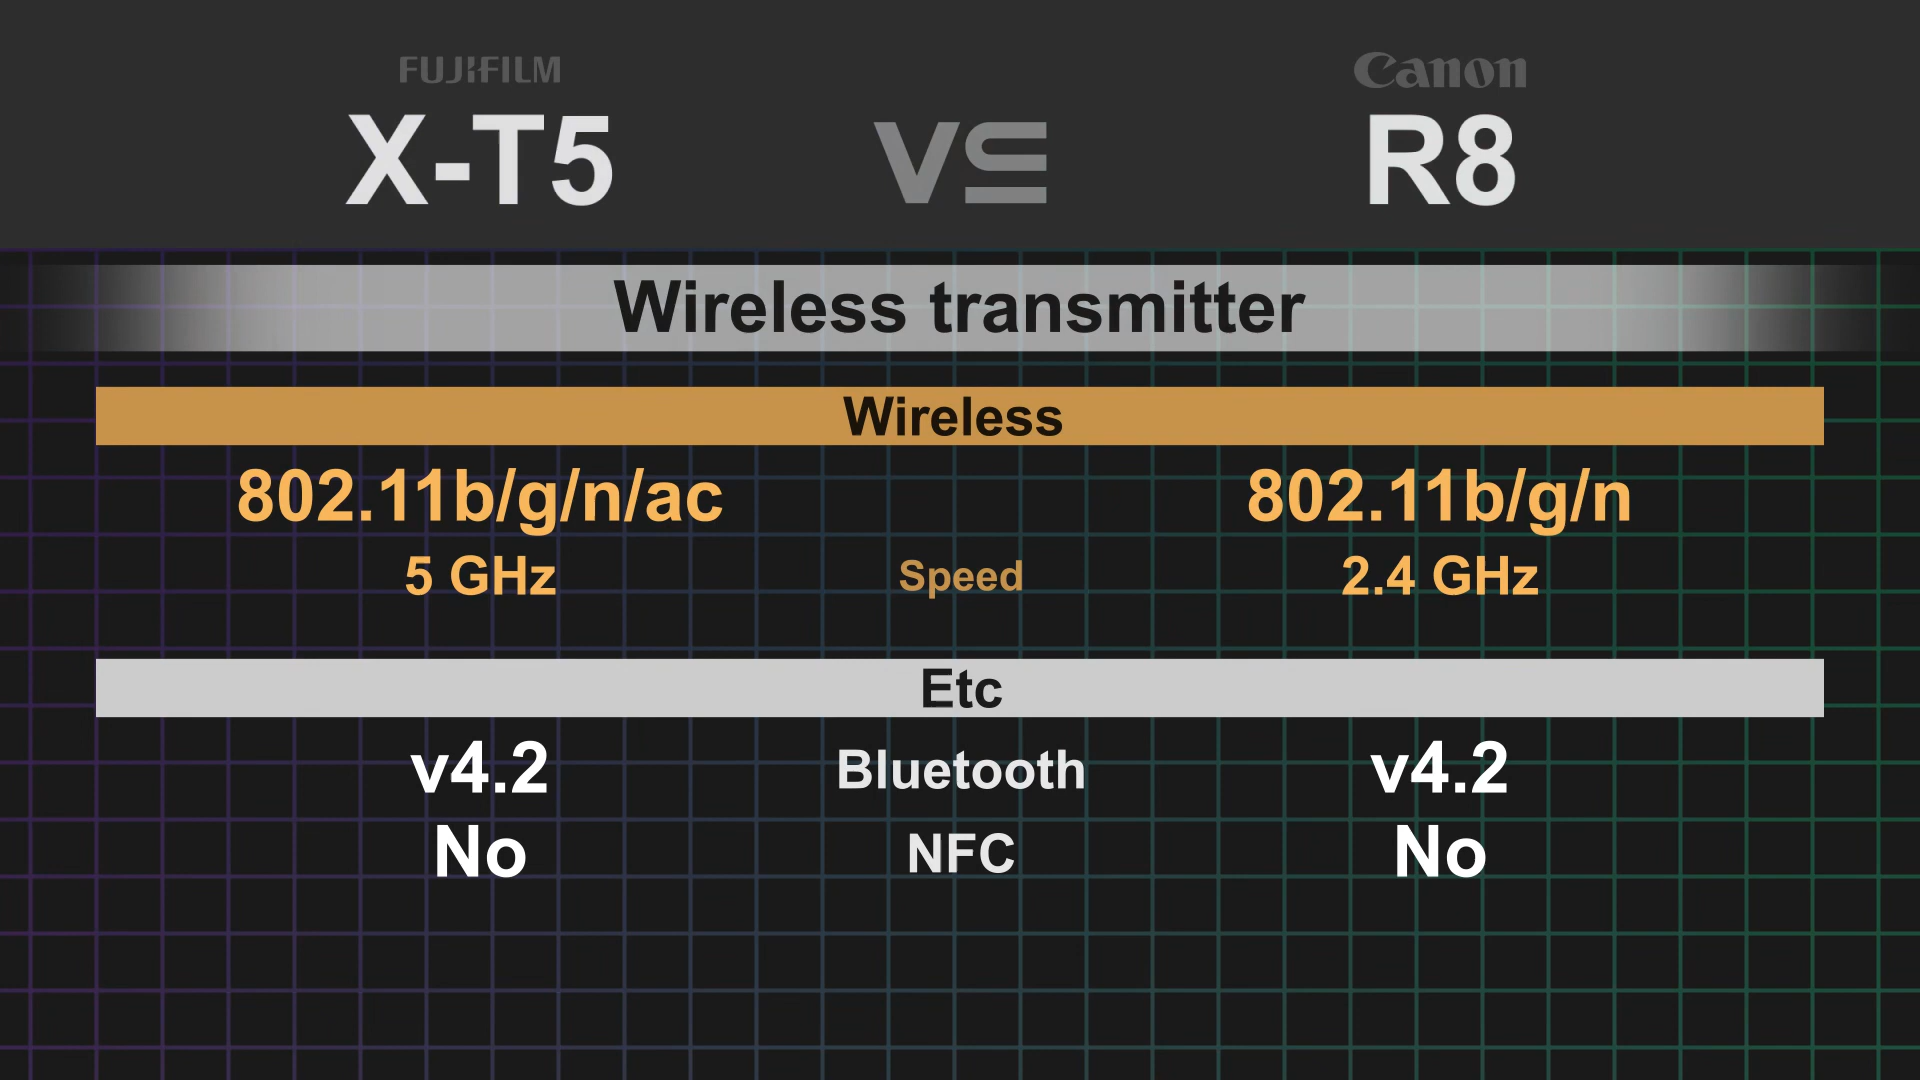 FUJIFILM
Canon
X-T5
VS
R8
Wireless transmitter
Wireless
802.11b/g/n/ac
802.11b/g/n
5 GHz
Speed
2.4 GHz
Etc
v4.2
Bluetooth
v4.2
No
NFC
No